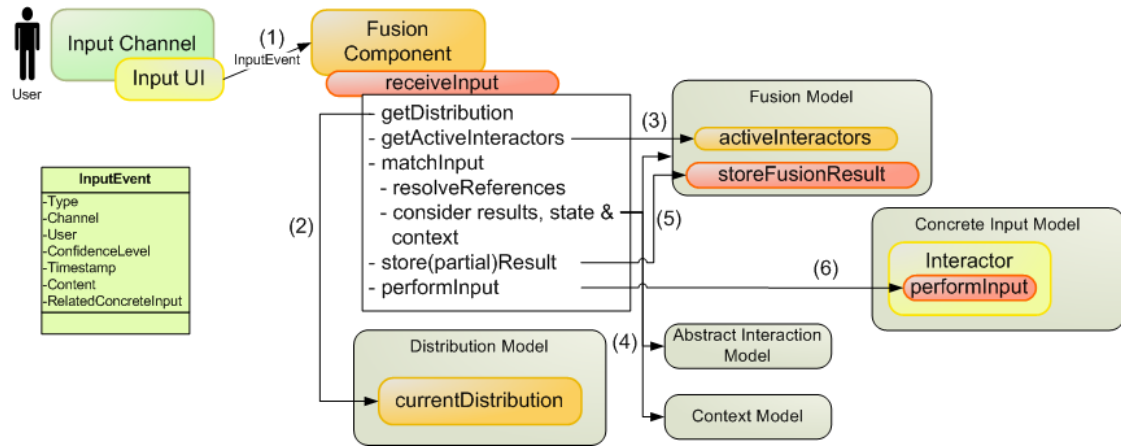 Input Channel
Input UI
User
(1)
InputEvent
Fusion
Component
receiveInput
- getDistribution
- getActiveInteractors
- matchInput
- resolveReferences
- consider results, state &
context
- store(partial)Result
- performInput
(2)
(3)
Fusion Model
activeInteractors
storeFusionResult
(5)
Concrete Input Model
Interactor
performInput
(6)
InputEvent
-Type
-Channel
-User
-ConfidenceLevel
-Timestamp
-Content
-RelatedConcreteInput
Distribution Model
currentDistribution
(4)
Abstract Interaction
Model
Context Model